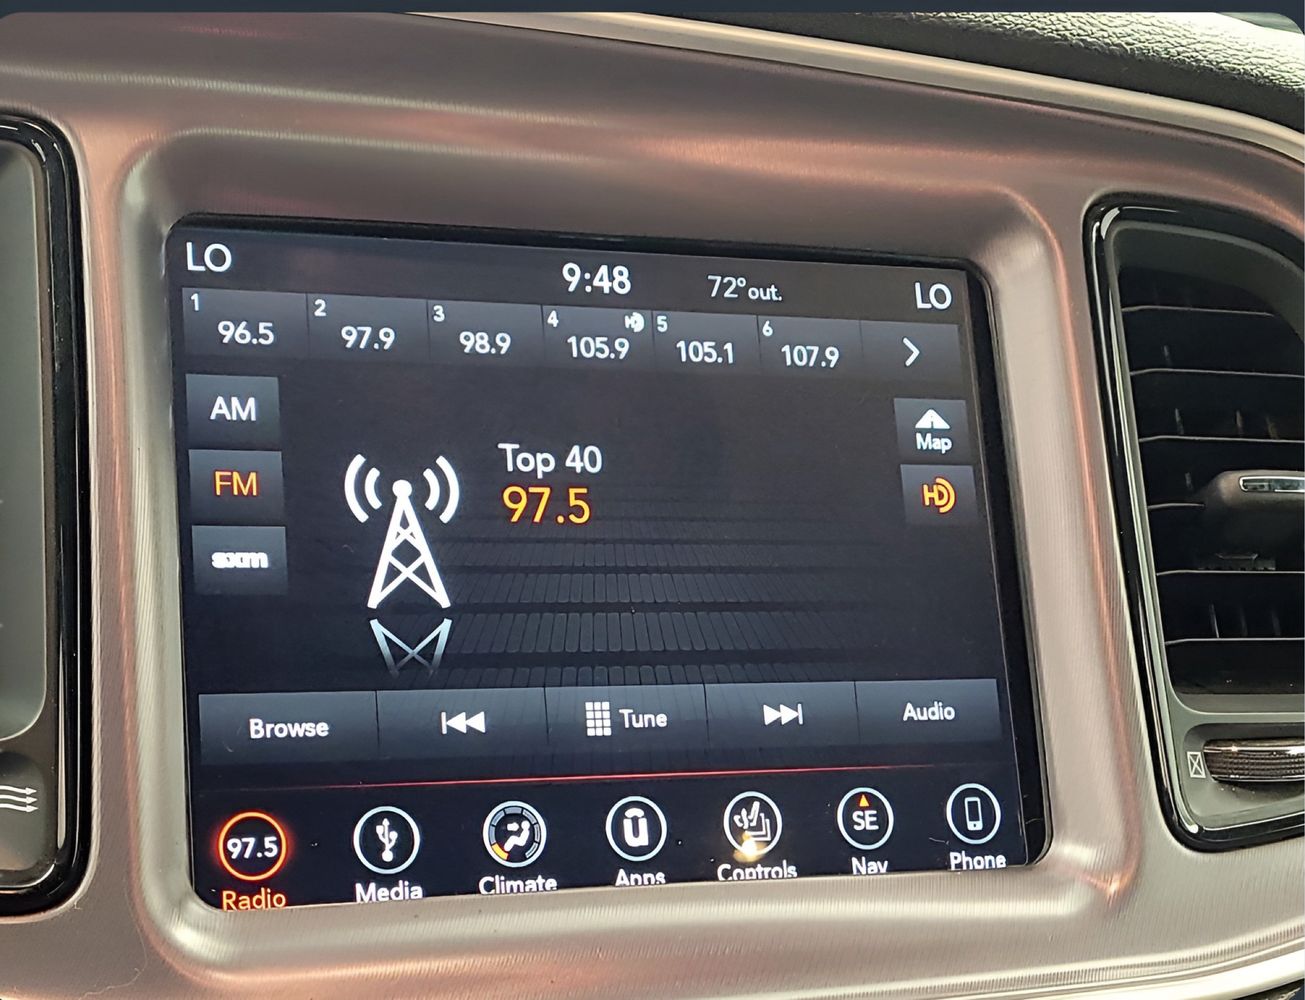 LO 9:48 72° out. LO
1 96.5 2 97.9 3 98.9 4 105.9 HD 5 105.1 6 107.9
AM
FM
sxm
Top 40
97.5
Map
HD
Browse Tune Audio
97.5 SE
Radio Media Climate Apps Controls Nav Phone